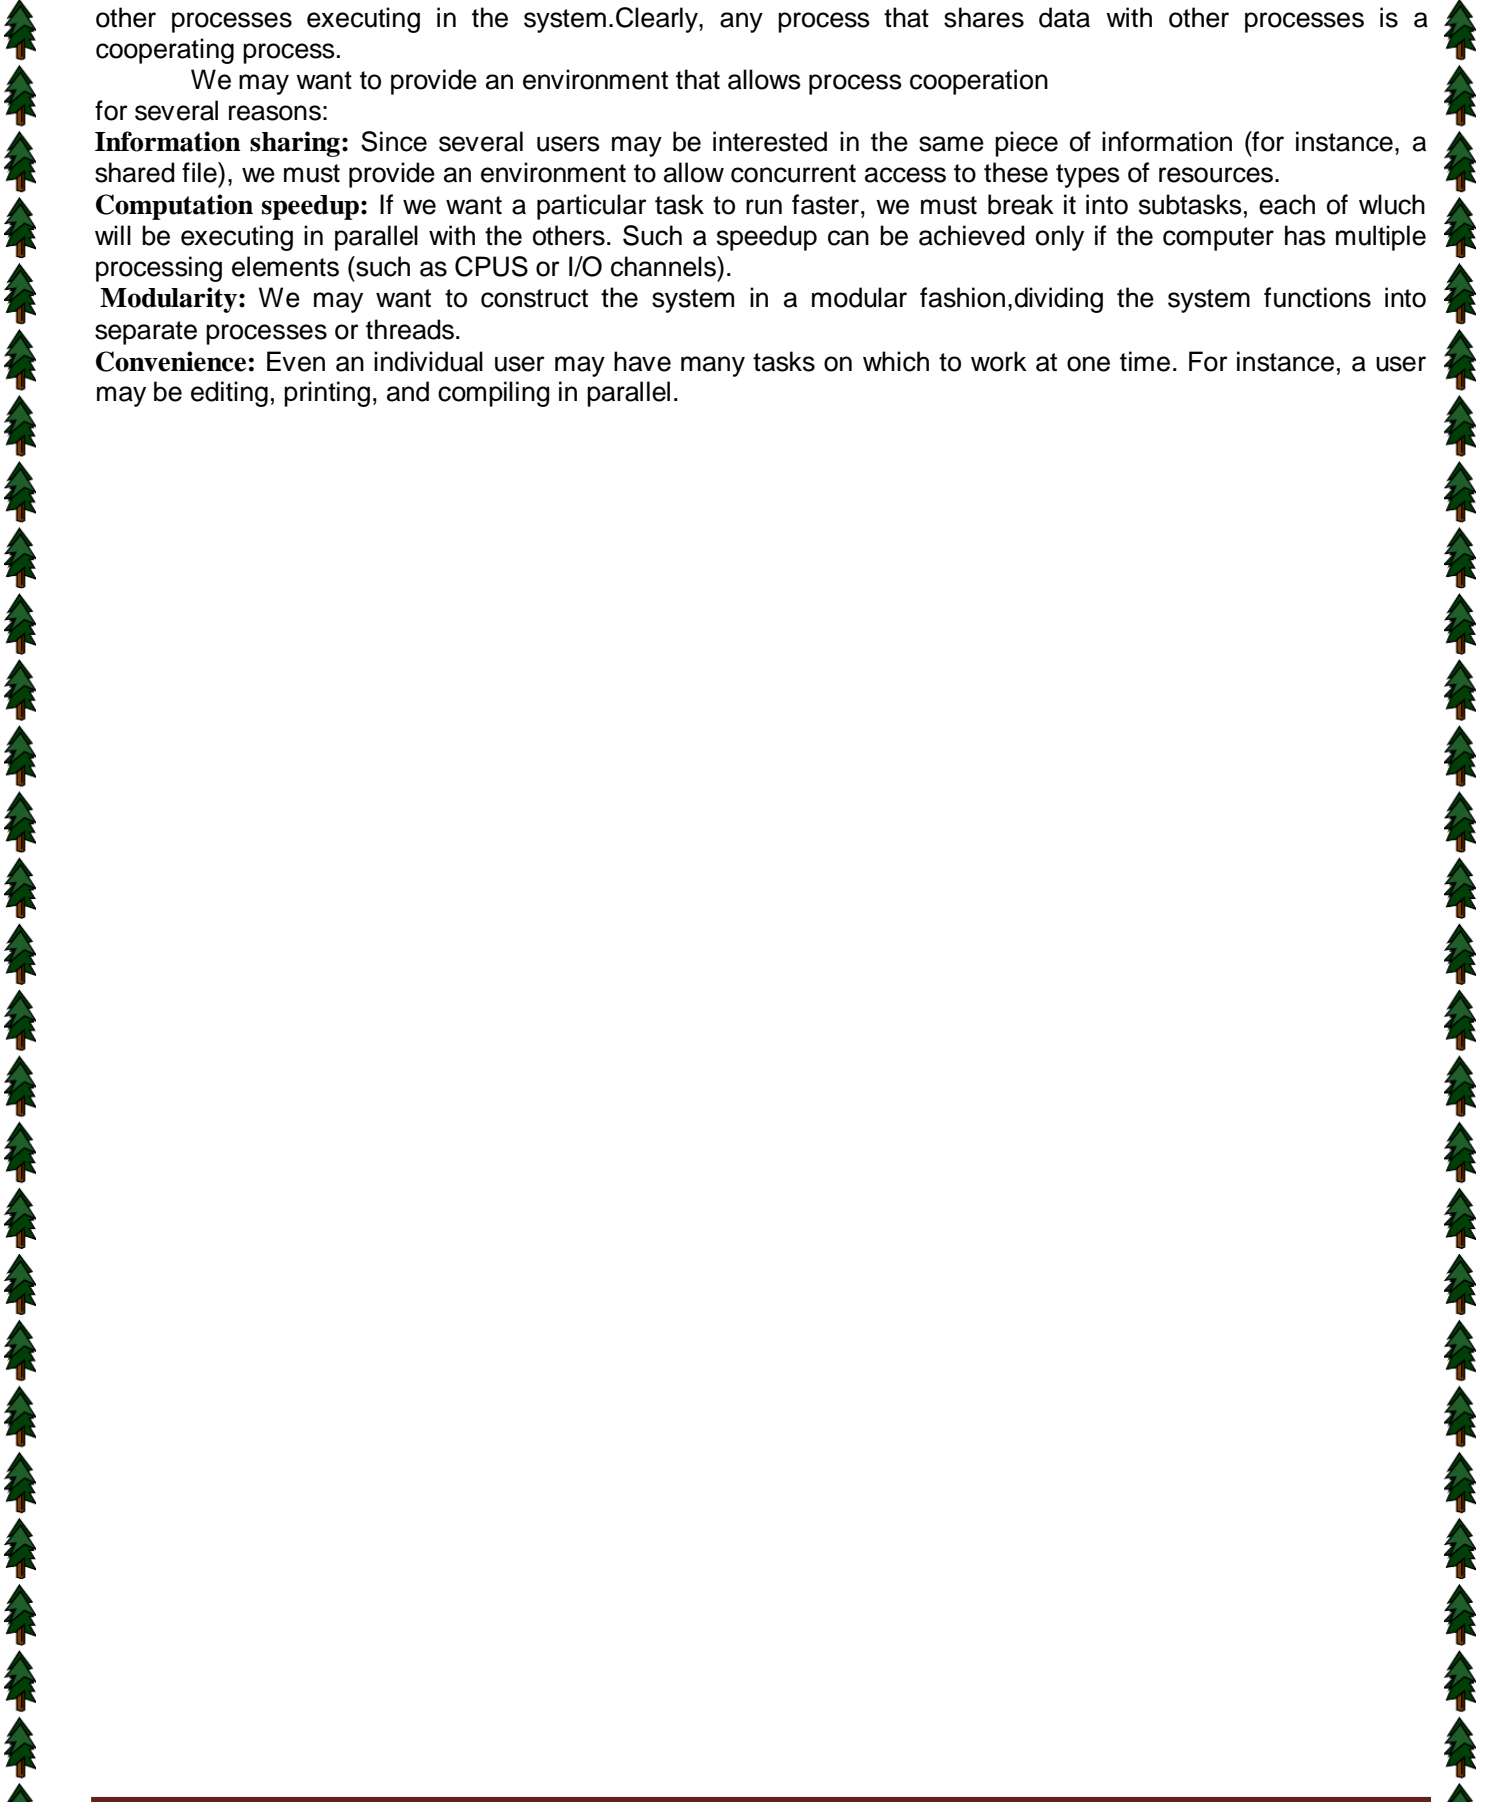 other processes executing in the system.Clearly, any process that shares data with other processes is a
cooperating process.
We may want to provide an environment that allows process cooperation
for several reasons:
Information sharing: Since several users may be interested in the same piece of information (for instance, a
shared file), we must provide an environment to allow concurrent access to these types of resources.
Computation speedup: If we want a particular task to run faster, we must break it into subtasks, each of wluch
will be executing in parallel with the others. Such a speedup can be achieved only if the computer has multiple
processing elements (such as CPUS or I/O channels).
Modularity: We may want to construct the system in a modular fashion,dividing the system functions into
separate processes or threads.
Convenience: Even an individual user may have many tasks on which to work at one time. For instance, a user
may be editing, printing, and compiling in parallel.